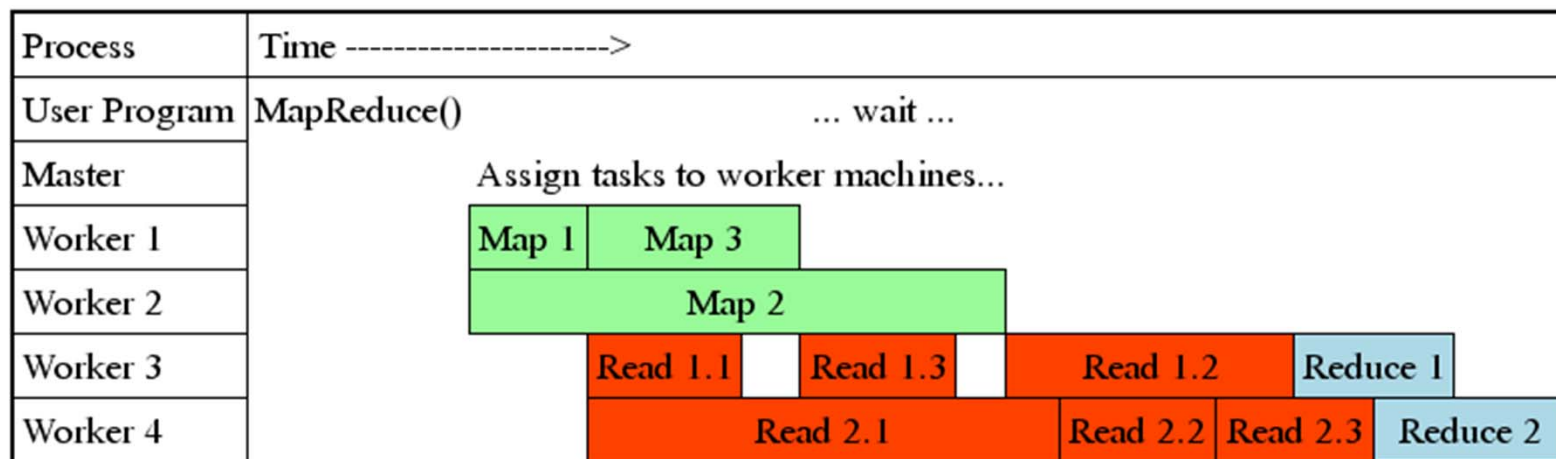 Process Time ---------------------->
User Program MapReduce() ... wait ...
Master Assign tasks to worker machines...
Worker 1 Map 1 Map 3
Worker 2 Map 2
Worker 3 Read 1.1 Read 1.3 Read 1.2 Reduce 1
Worker 4 Read 2.1 Read 2.2 Read 2.3 Reduce 2